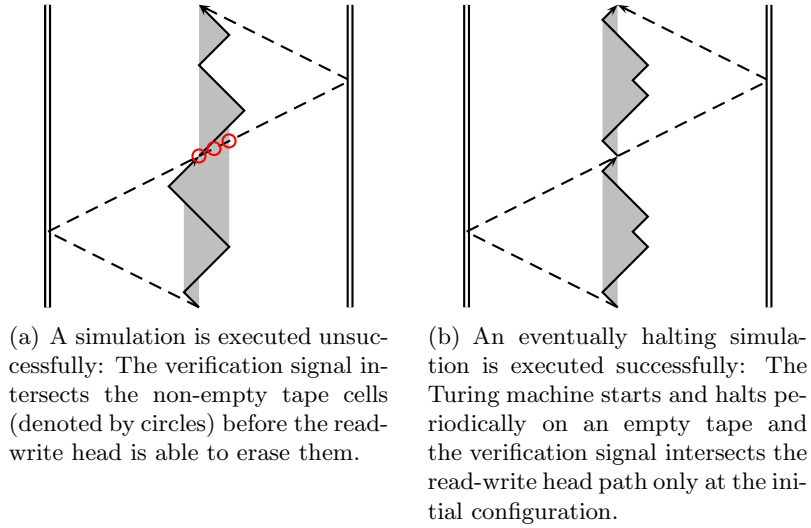 (a) A simulation is executed unsuc-
cessfully: The verification signal in-
tersects the non-empty tape cells
(denoted by circles) before the read-
write head is able to erase them.
(b) An eventually halting simula-
tion is executed successfully: The
Turing machine starts and halts pe-
riodically on an empty tape and
the verification signal intersects the
read-write head path only at the ini-
tial configuration.